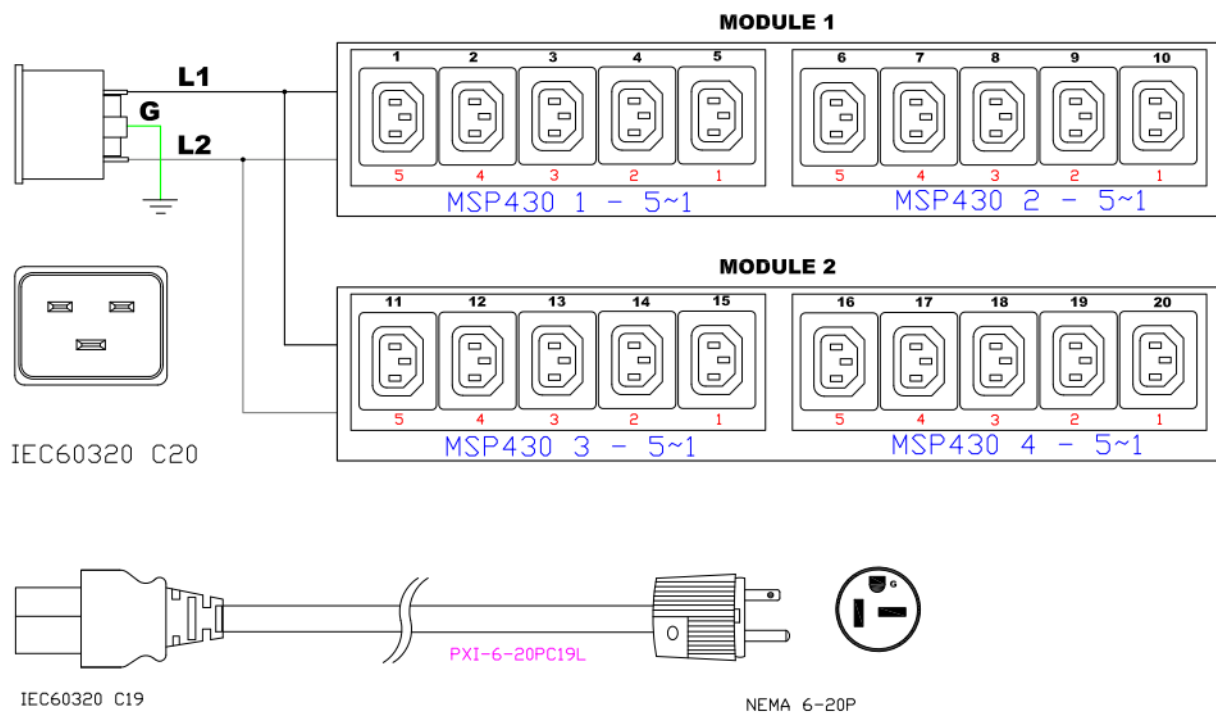 MODULE 1
1 2 3 4 5 6 7 8 9 10
L1
G
L2
5 4 3 2 1 5 4 3 2 1
MSP430 1 - 5~1 MSP430 2 - 5~1
MODULE 2
11 12 13 14 15 16 17 18 19 20
5 4 3 2 1 5 4 3 2 1
MSP430 3 - 5~1 MSP430 4 - 5~1
IEC60320 C20
G
PXI-6-20PC19L
IEC60320 C19
NEMA 6-20P